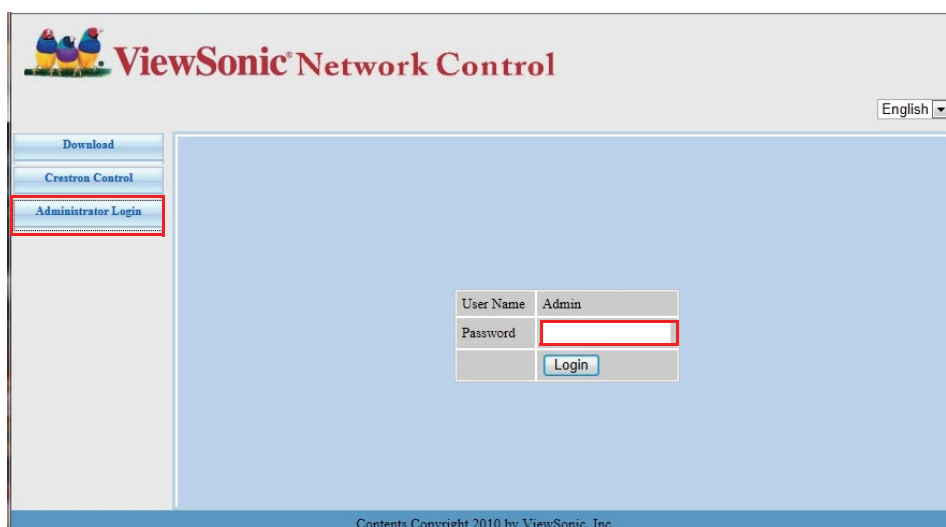 ViewSonic® Network Control
English
Download
Crestron Control
Administrator Login
User Name Admin
Password
Login
Contents Copyright 2010 by ViewSonic, Inc